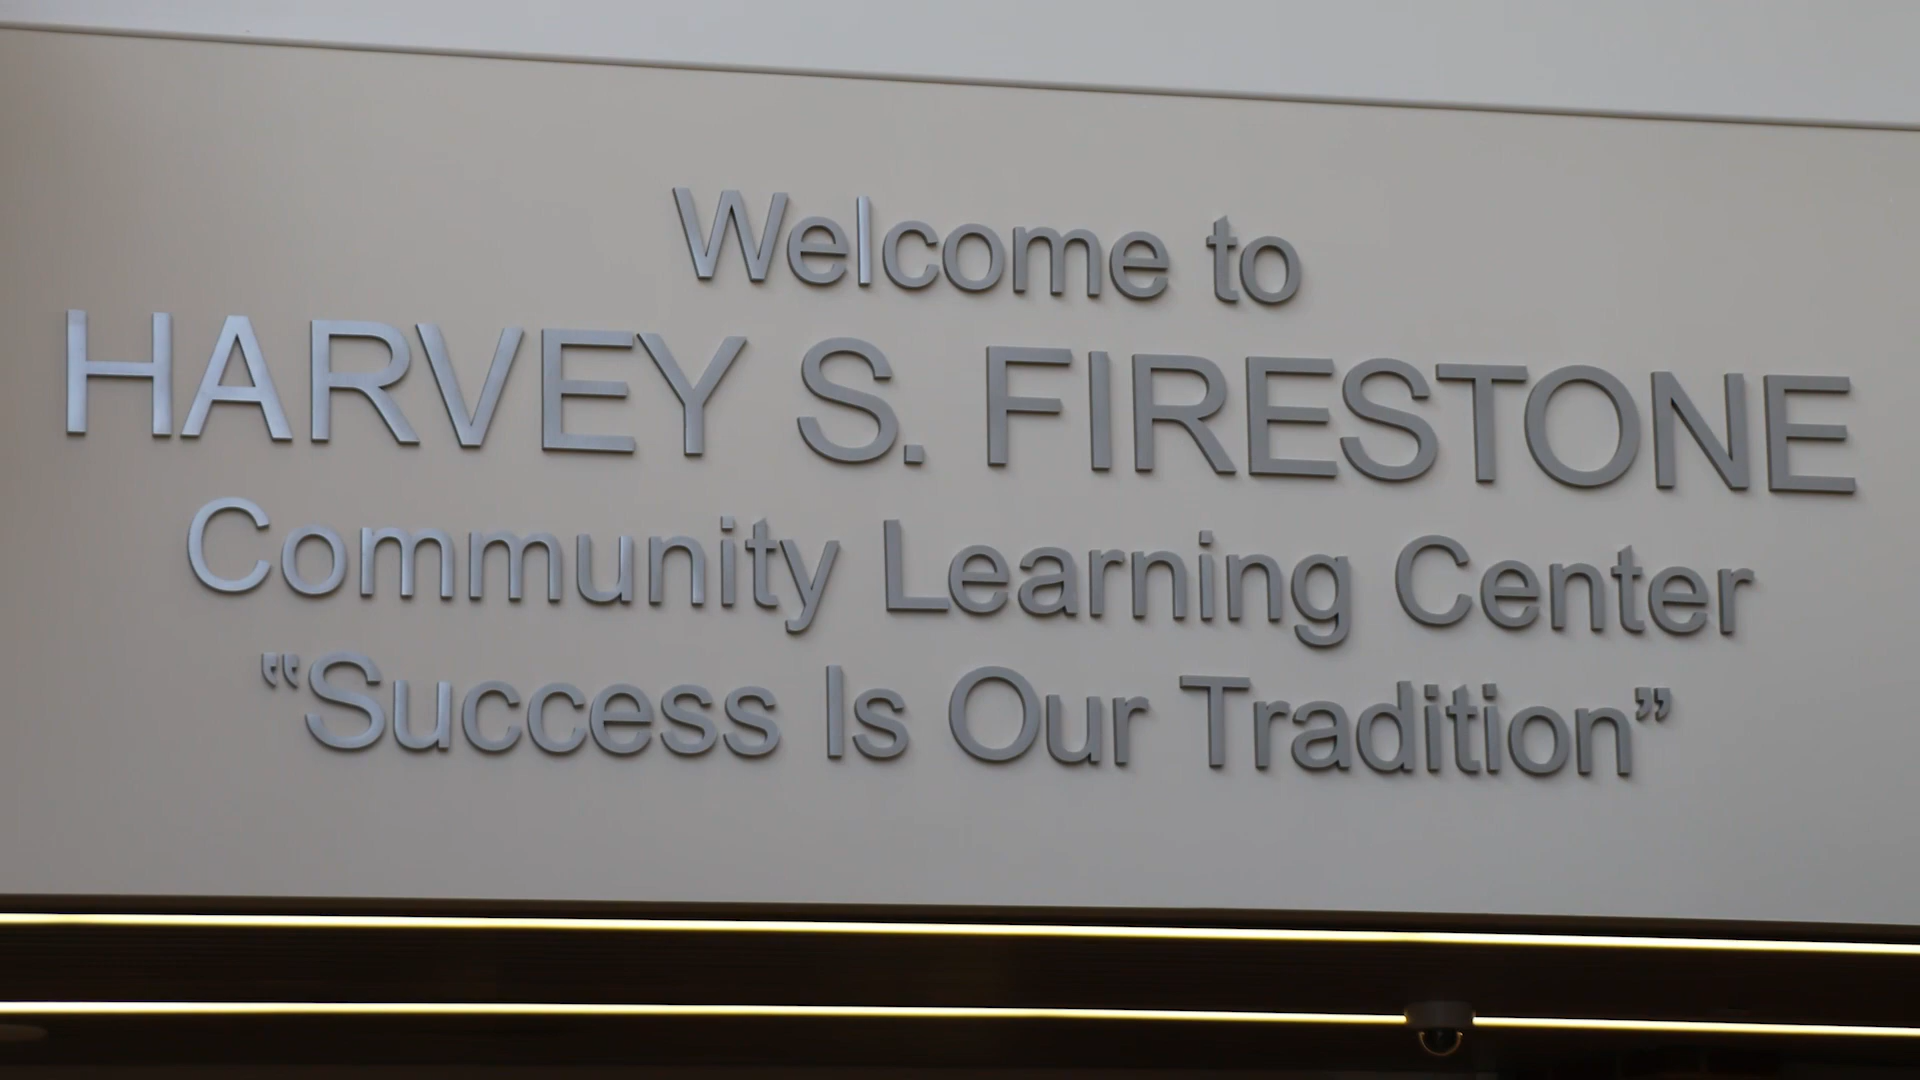 Welcome to
HARVEY S. FIRESTONE
Community Learning Center
“Success Is Our Tradition”